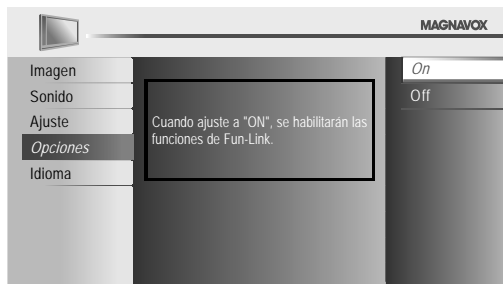 MAGNAVOX
Imagen
Sonido
Ajuste
Opciones
Idioma
Cuando ajuste a "ON", se habilitarán las
funciones de Fun-Link.
On
Off